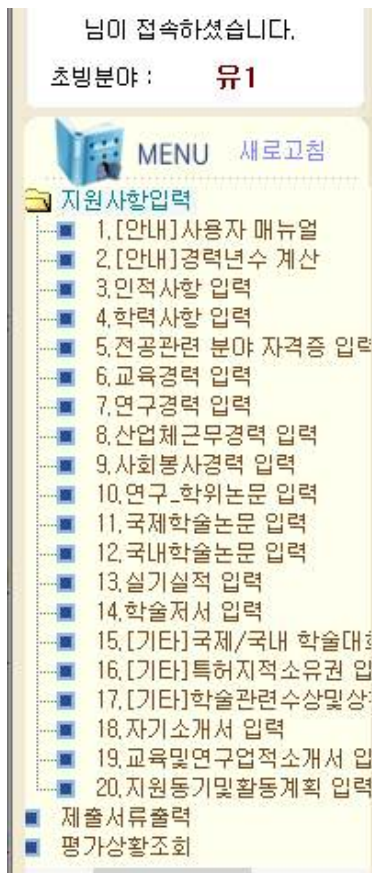 님이 접속하셨습니다.
초빙분야 : 유1
MENU 새로고침
지원사항입력
1.[안내]사용자 매뉴얼
2.[안내]경력년수 계산
3.인적사항 입력
4.학력사항 입력
5.전공관련 분야 자격증 입력
6.교육경력 입력
7.연구경력 입력
8.산업체근무경력 입력
9.사회봉사경력 입력
10.연구_학위논문 입력
11.국제학술논문 입력
12.국내학술논문 입력
13.실기실적 입력
14.학술저서 입력
15.[기타]국제/국내 학술대회
16.[기타]특허지적소유권 입
17.[기타]학술관련수상및상
18.자기소개서 입력
19.교육및연구업적소개서 입
20.지원동기및활동계획 입력
제출서류출력
평가상황조회